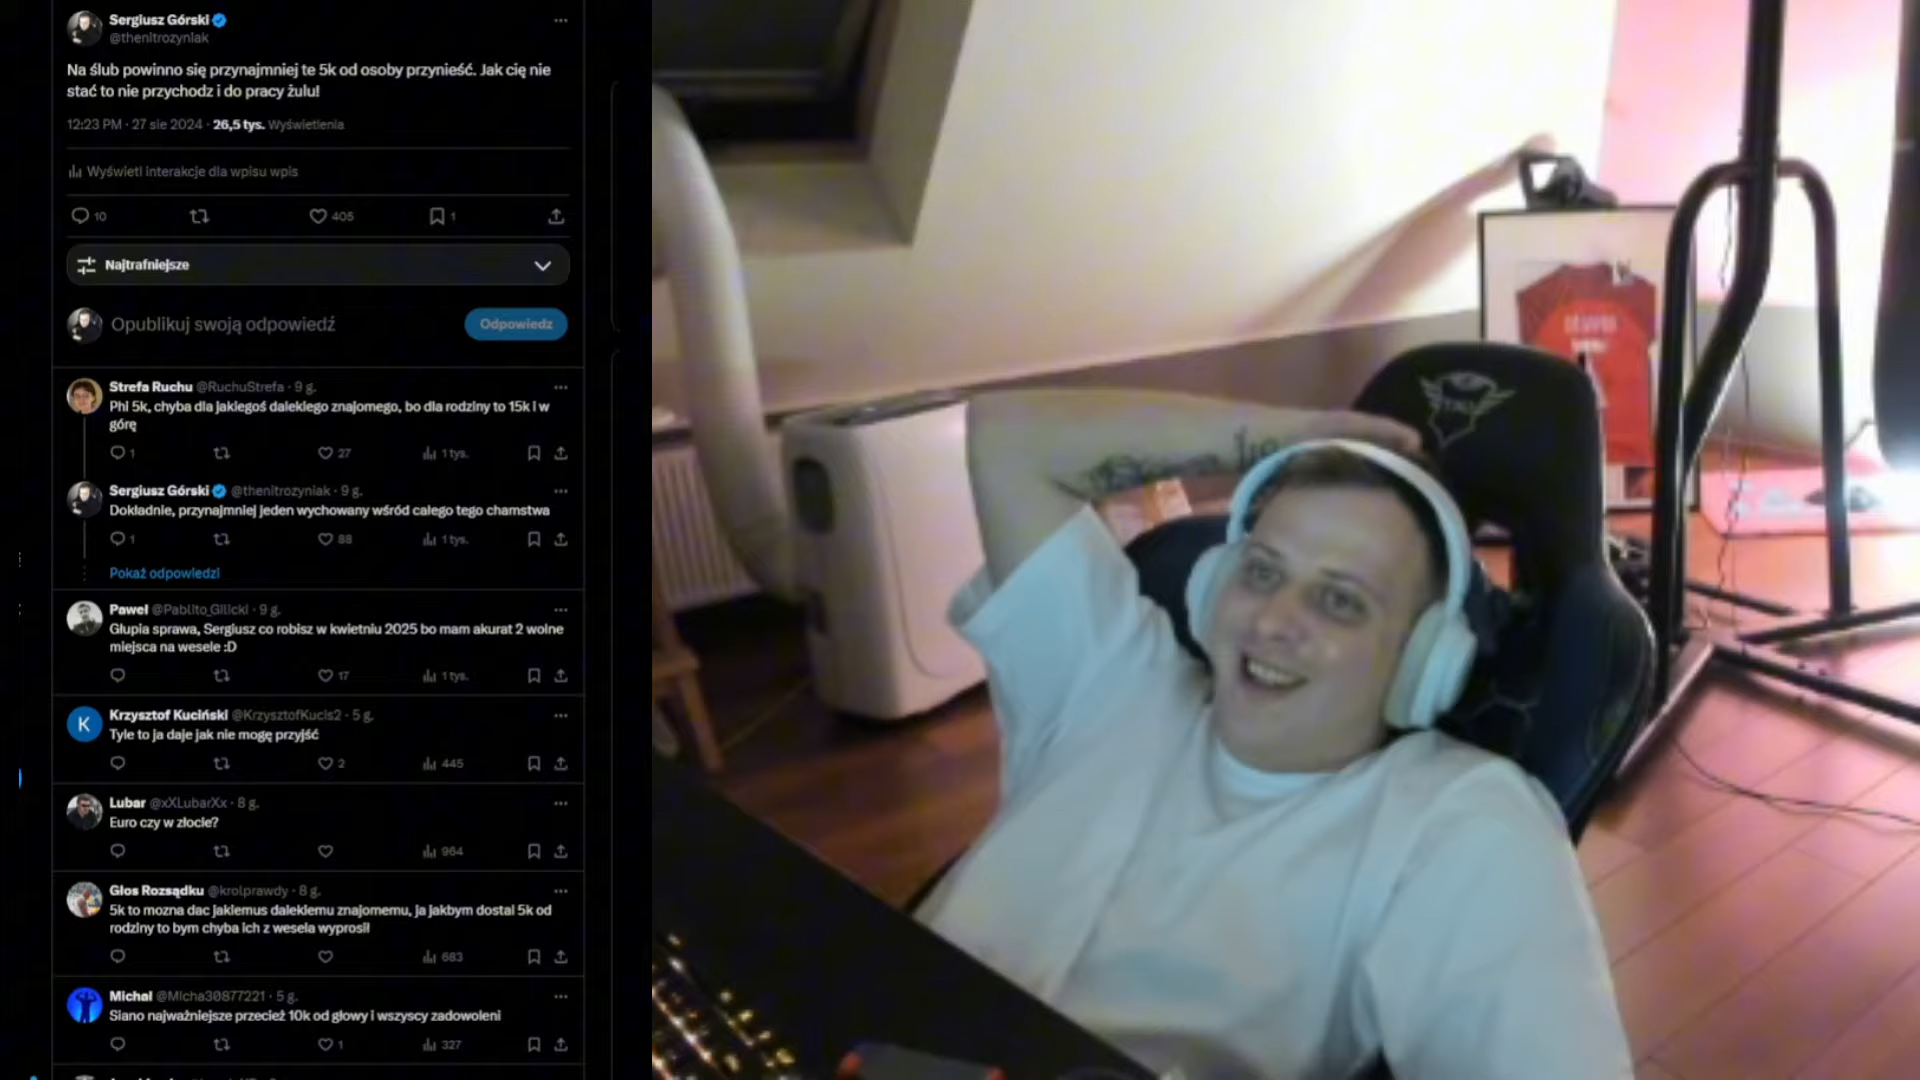 Sergiusz Górski
@thenitrozyniak
Na ślub powinno się przynajmniej te 5k od osoby przynieść. Jak cię nie
stać to nie przychodz i do pracy żulu!
12:23 PM · 27 sie 2024 · 26,5 tys. Wyświetlenia
Wyświetl interakcje dla wpisu wpis
10 405 1
Najtrafniejsze
Opublikuj swoją odpowiedź
Odpowiedz
Strefa Ruchu @RuchuStrefa · 9 g.
Phi 5k, chyba dla jakiegoś dalekiego znajomego, bo dla rodziny to 15k i w
górę
1 27 1 tys.
Sergiusz Górski @thenitrozyniak · 9 g.
Dokładnie, przynajmniej jeden wychowany wśród całego tego chamstwa
1 88 1 tys.
Pokaż odpowiedzi
Pawel @Pablito_Gilicki · 9 g.
Głupia sprawa, Sergiusz co robisz w kwietniu 2025 bo mam akurat 2 wolne
miejsca na wesele :D
17 1 tys.
K
Krzysztof Kuciński @KrzysztofKucis2 · 5 g.
Tyle to ja daje jak nie mogę przyjść
2 445
Lubar @xXLubarXx · 8 g.
Euro czy w złocie?
964
Głos Rozsądku @krolprawdy · 8 g.
5k to mozna dac jakiemus dalekiemu znajomemu, ja jakbym dostal 5k od
rodziny to bym chyba ich z wesela wyprosił
683
Michal @Micha30877221 · 5 g.
Siano najważniejsze przecież 10k od głowy i wszyscy zadowoleni
1 327